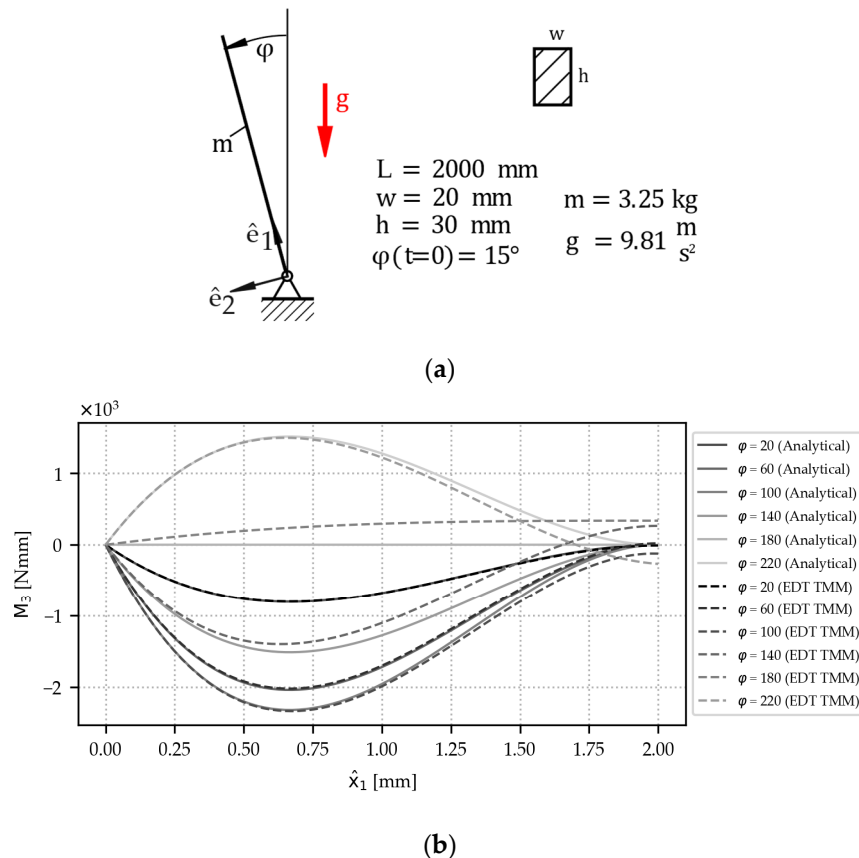 w
φ
h
g
m
L = 2000 mm
w = 20 mm
m = 3.25 kg
h = 30 mm
g = 9.81 m/s²
φ(t=0) = 15°
ê₁
ê₂
(a)
×10³
1
0
−1
−2
M₃ [Nmm]
0.00 0.25 0.50 0.75 1.00 1.25 1.50 1.75 2.00
x̂₁ [mm]
φ = 20 (Analytical)
φ = 60 (Analytical)
φ = 100 (Analytical)
φ = 140 (Analytical)
φ = 180 (Analytical)
φ = 220 (Analytical)
φ = 20 (EDT TMM)
φ = 60 (EDT TMM)
φ = 100 (EDT TMM)
φ = 140 (EDT TMM)
φ = 180 (EDT TMM)
φ = 220 (EDT TMM)
(b)